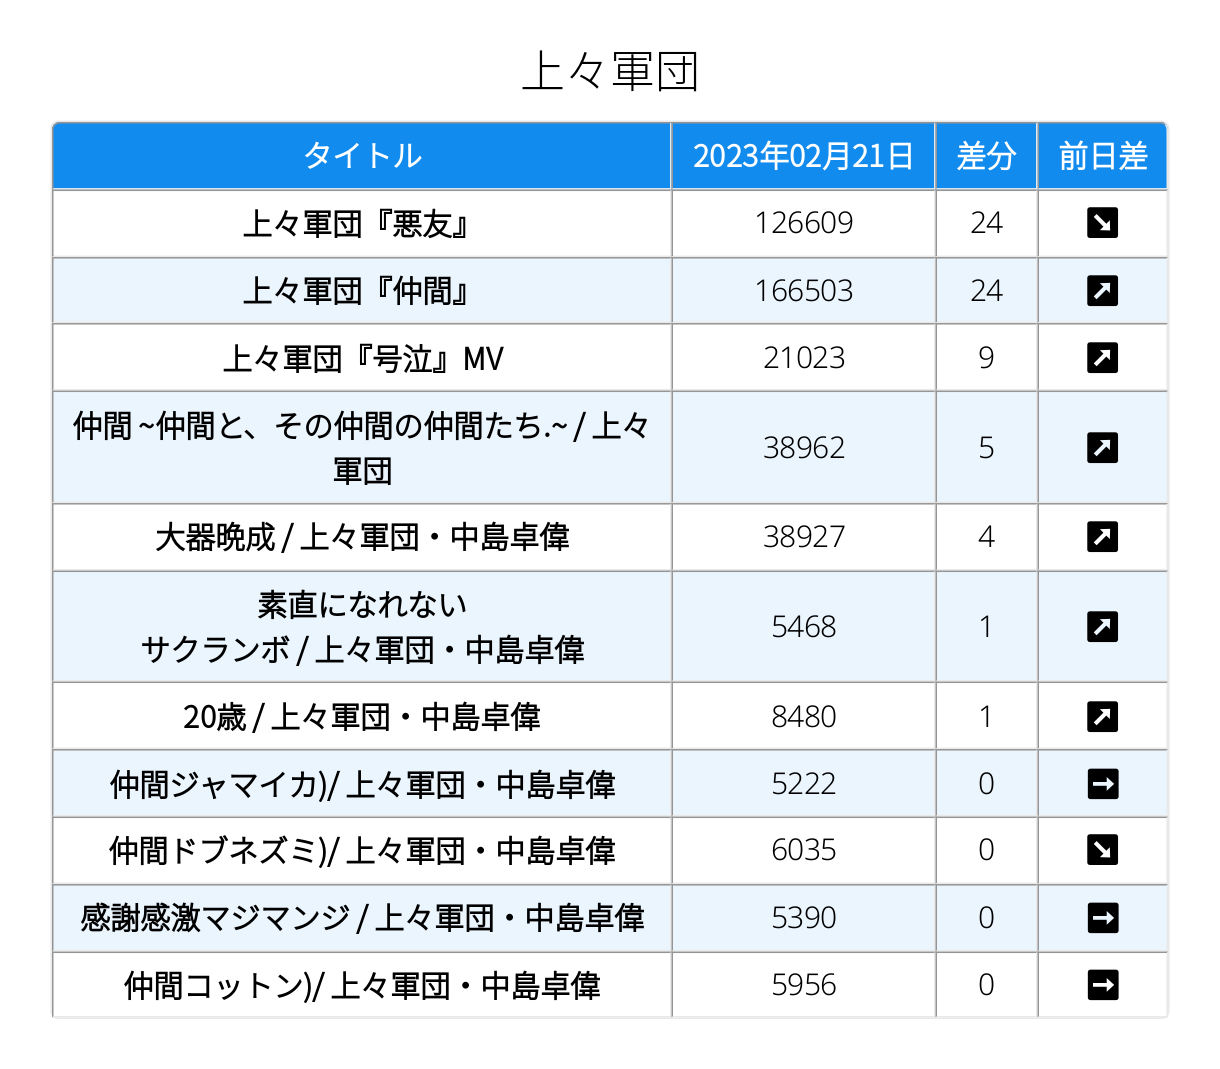 上々軍団
タイトル 2023年02月21日 差分 前日差
上々軍団『悪友』 126609 24 ↘
上々軍団『仲間』 166503 24 ↗
上々軍団『号泣』MV 21023 9 ↗
仲間 ~仲間と、その仲間の仲間たち.~ / 上々
軍団 38962 5 ↗
大器晩成 / 上々軍団・中島卓偉 38927 4 ↗
素直になれない
サクランボ / 上々軍団・中島卓偉 5468 1 ↗
20歳 / 上々軍団・中島卓偉 8480 1 ↗
仲間ジャマイカ)/ 上々軍団・中島卓偉 5222 0 →
仲間ドブネズミ)/ 上々軍団・中島卓偉 6035 0 ↘
感謝感激マジマンジ / 上々軍団・中島卓偉 5390 0 →
仲間コットン)/ 上々軍団・中島卓偉 5956 0 →